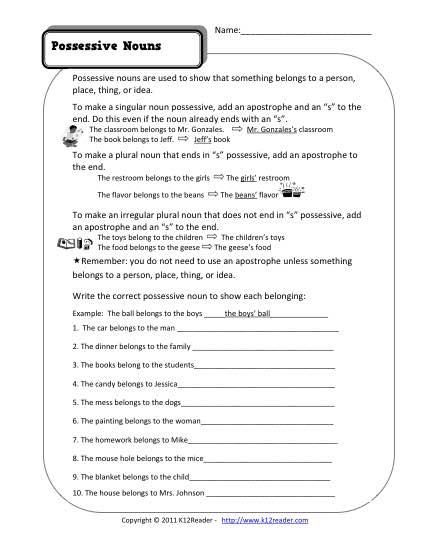 Name:______________________________
Possessive Nouns
Possessive nouns are used to show that something belongs to a person,
place, thing, or idea.
To make a singular noun possessive, add an apostrophe and an "s" to the
end. Do this even if the noun already ends with an "s".
The classroom belongs to Mr. Gonzales. ⇨ Mr. Gonzales's classroom
The book belongs to Jeff. ⇨ Jeff's book
To make a plural noun that ends in "s" possessive, add an apostrophe to
the end.
The restroom belongs to the girls ⇨ The girls' restroom
The flavor belongs to the beans ⇨ The beans' flavor
To make an irregular plural noun that does not end in "s" possessive, add
an apostrophe and an "s" to the end.
The toys belong to the children ⇨ The children's toys
The food belongs to the geese ⇨ The geese's food
★Remember: you do not need to use an apostrophe unless something
belongs to a person, place, thing, or idea.
Write the correct possessive noun to show each belonging:
Example: The ball belongs to the boys _____the boys' ball______________
1. The car belongs to the man ________________________________________
2. The dinner belongs to the family ___________________________________
3. The books belong to the students___________________________________
4. The candy belongs to Jessica_______________________________________
5. The mess belongs to the dogs______________________________________
6. The painting belongs to the woman_________________________________
7. The homework belongs to Mike_____________________________________
8. The mouse hole belongs to the mice________________________________
9. The blanket belongs to the child___________________________________
10. The house belongs to Mrs. Johnson ________________________________
Copyright © 2011 K12Reader - http://www.k12reader.com